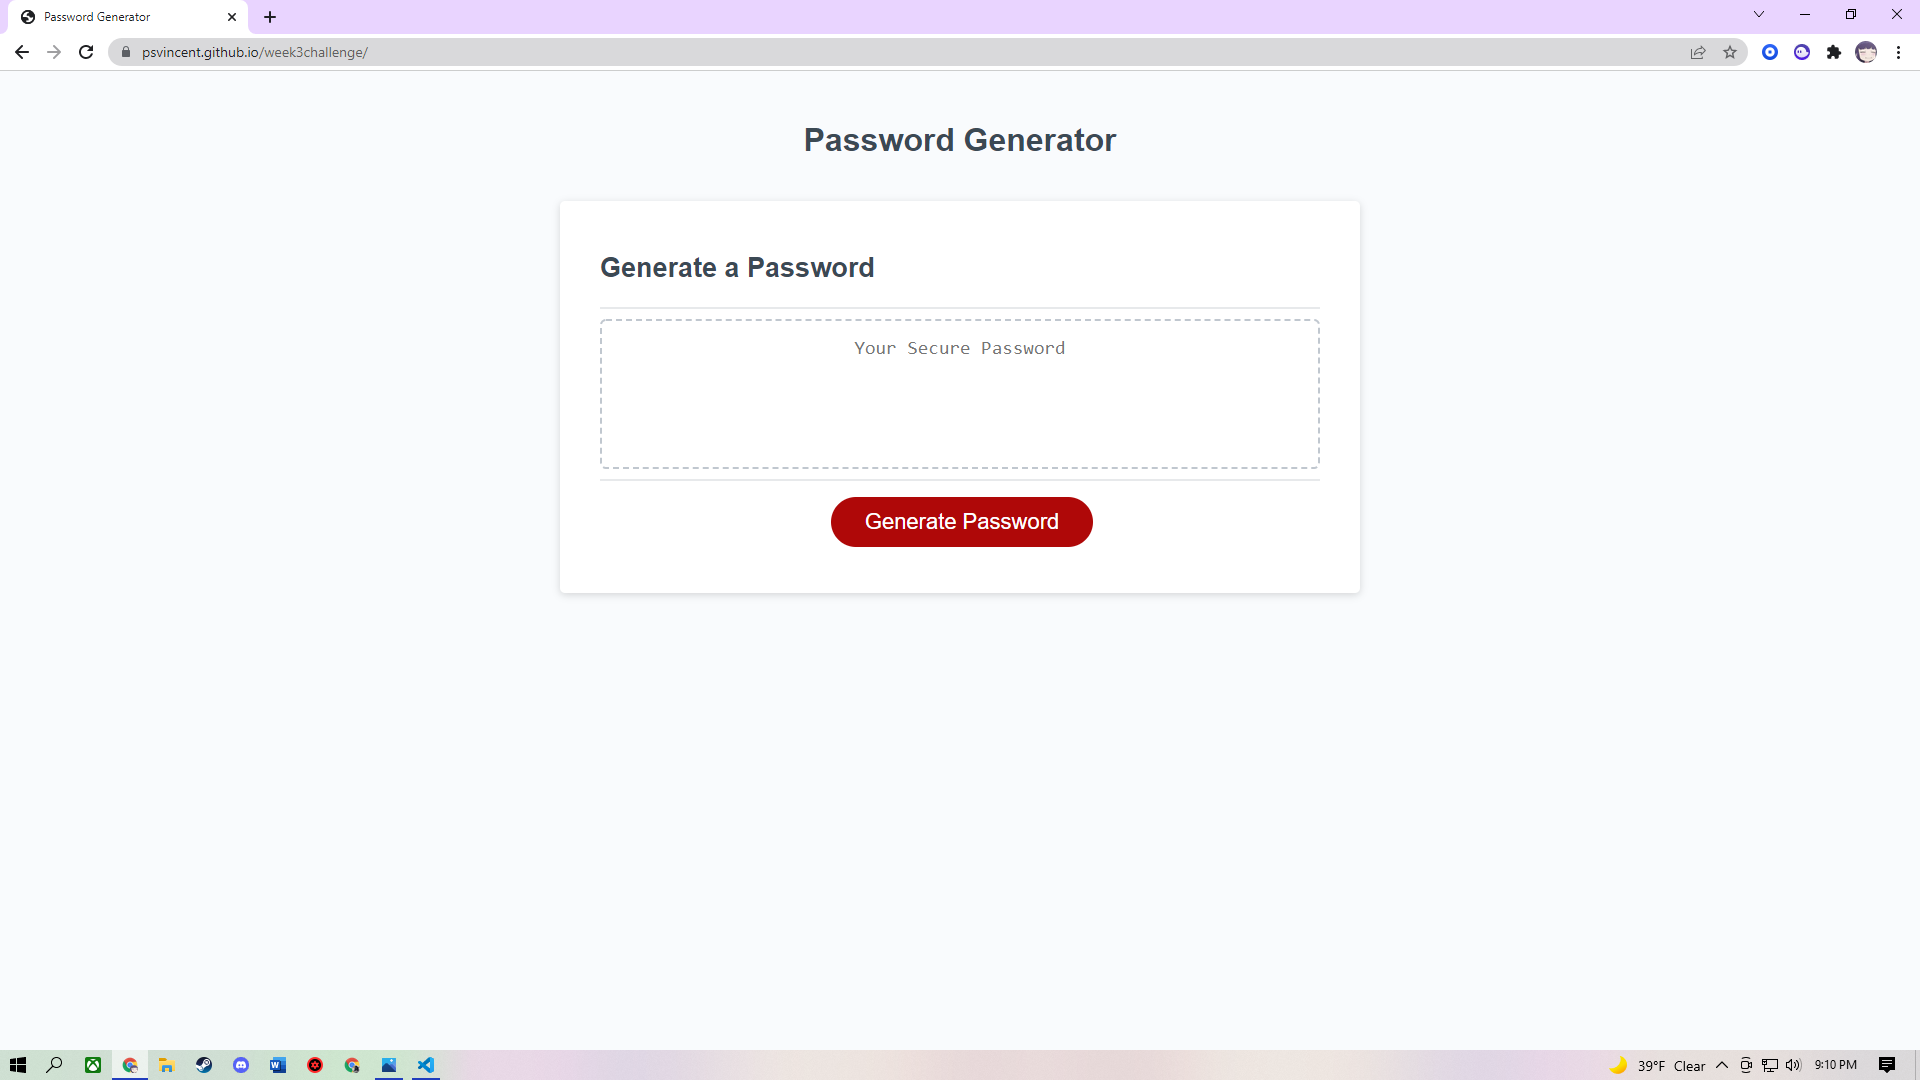 Password Generator
psvincent.github.io/week3challenge/
Password Generator
Generate a Password
Your Secure Password
Generate Password
39°F Clear
9:10 PM